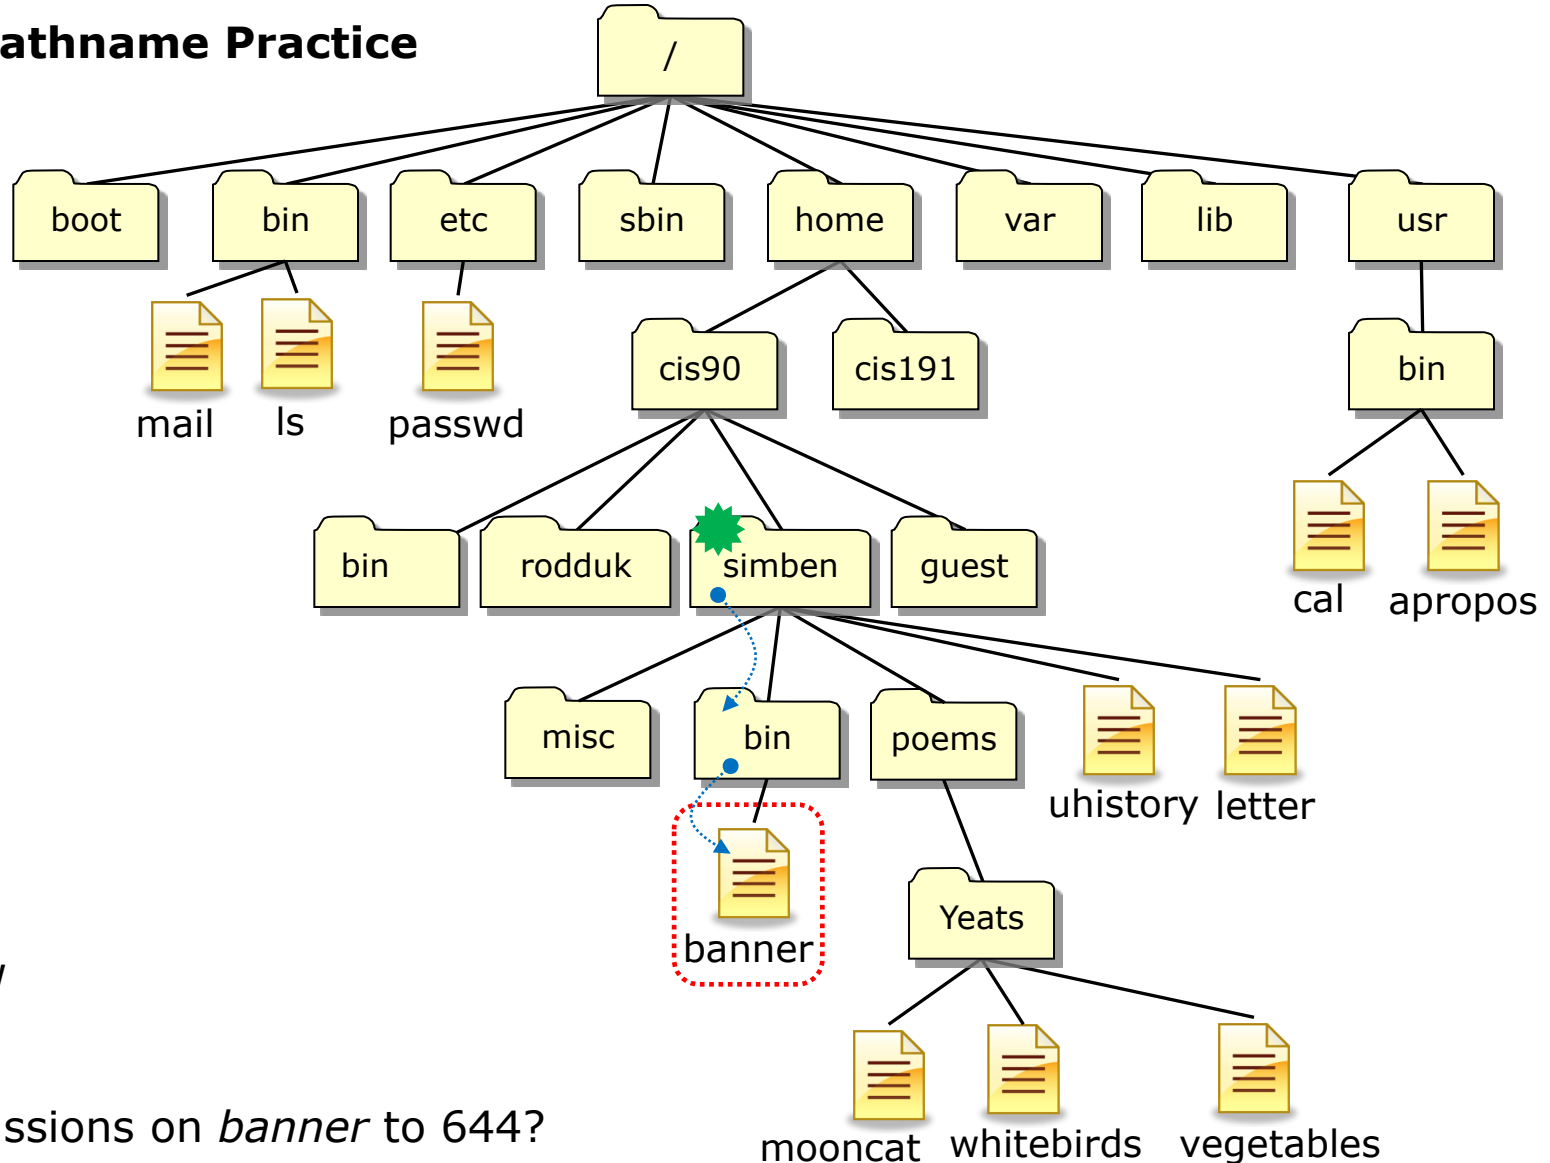 athname Practice
/
boot bin etc sbin home var lib usr
mail ls passwd
cis90 cis191 bin
bin rodduk simben guest
cal apropos
misc bin poems
uhistory letter
banner
Yeats
mooncat whitebirds vegetables
ssions on banner to 644?